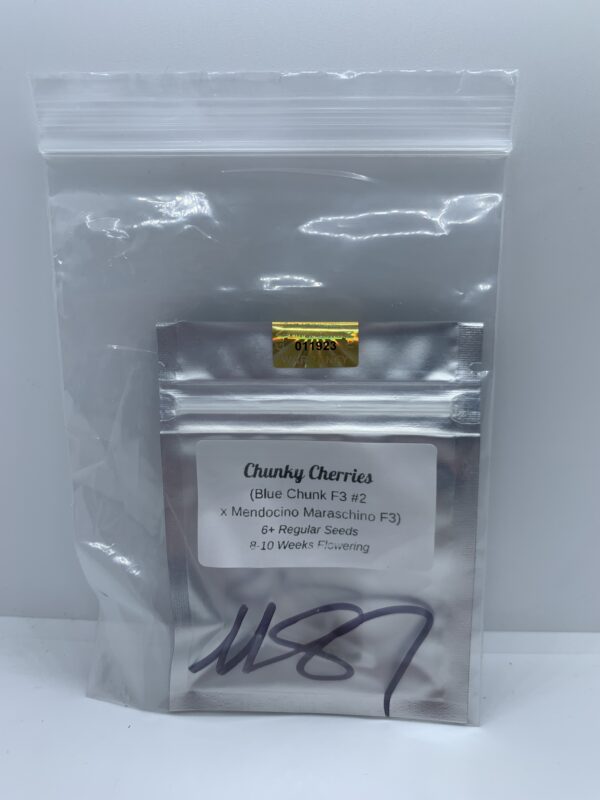 011923
Chunky Cherries
(Blue Chunk F3 #2
x Mendocino Maraschino F3)
6+ Regular Seeds
8-10 Weeks Flowering